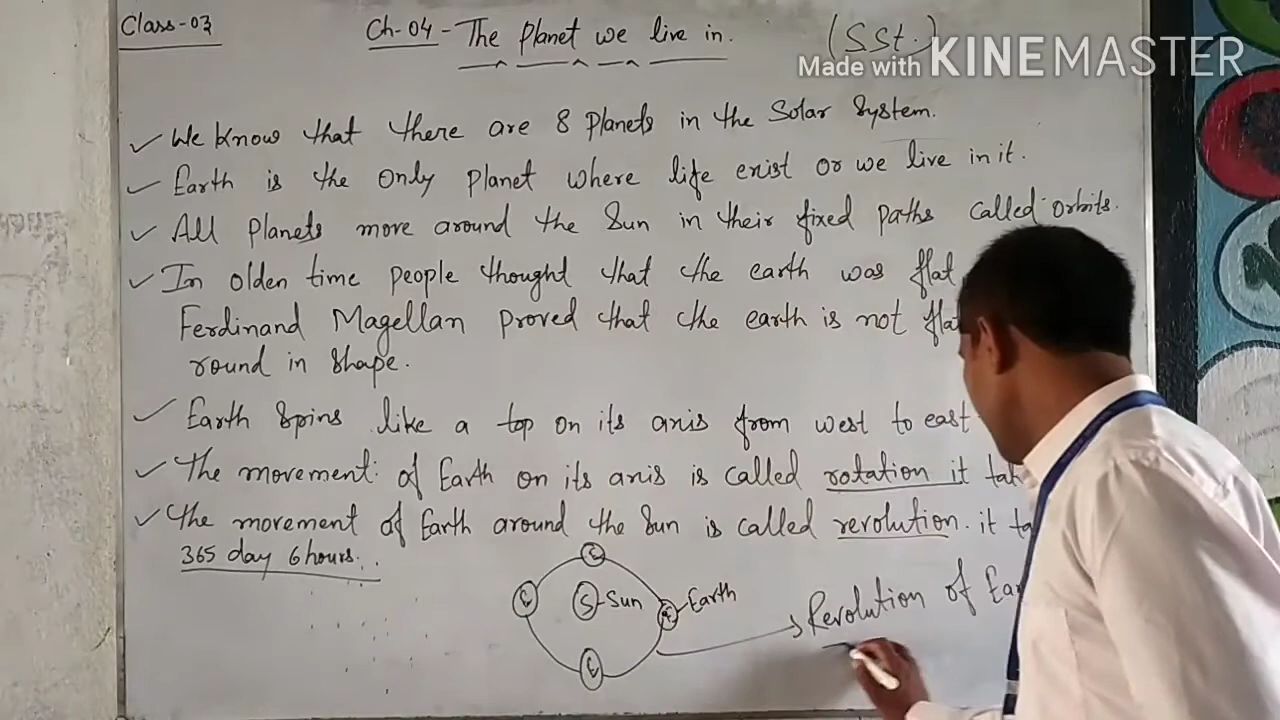 Class-03
Ch-04 - The Planet we live in.
(SSt.)
Made with KINEMASTER
We know that there are 8 Planets in the Solar System.
Earth is the only planet where life exist or we live in it.
All Planets move around the Sun in their fixed paths called orbits.
In olden time people thought that the earth was flat
Ferdinand Magellan proved that the earth is not
round in shape.
Earth spins like a top on its axis from west to east
The movement of Earth on its axis is called rotation it
The movement of Earth around the Sun is called revolution. it
365 day 6 hours.
E
E
S - Sun
E
Earth
E
Revolution of